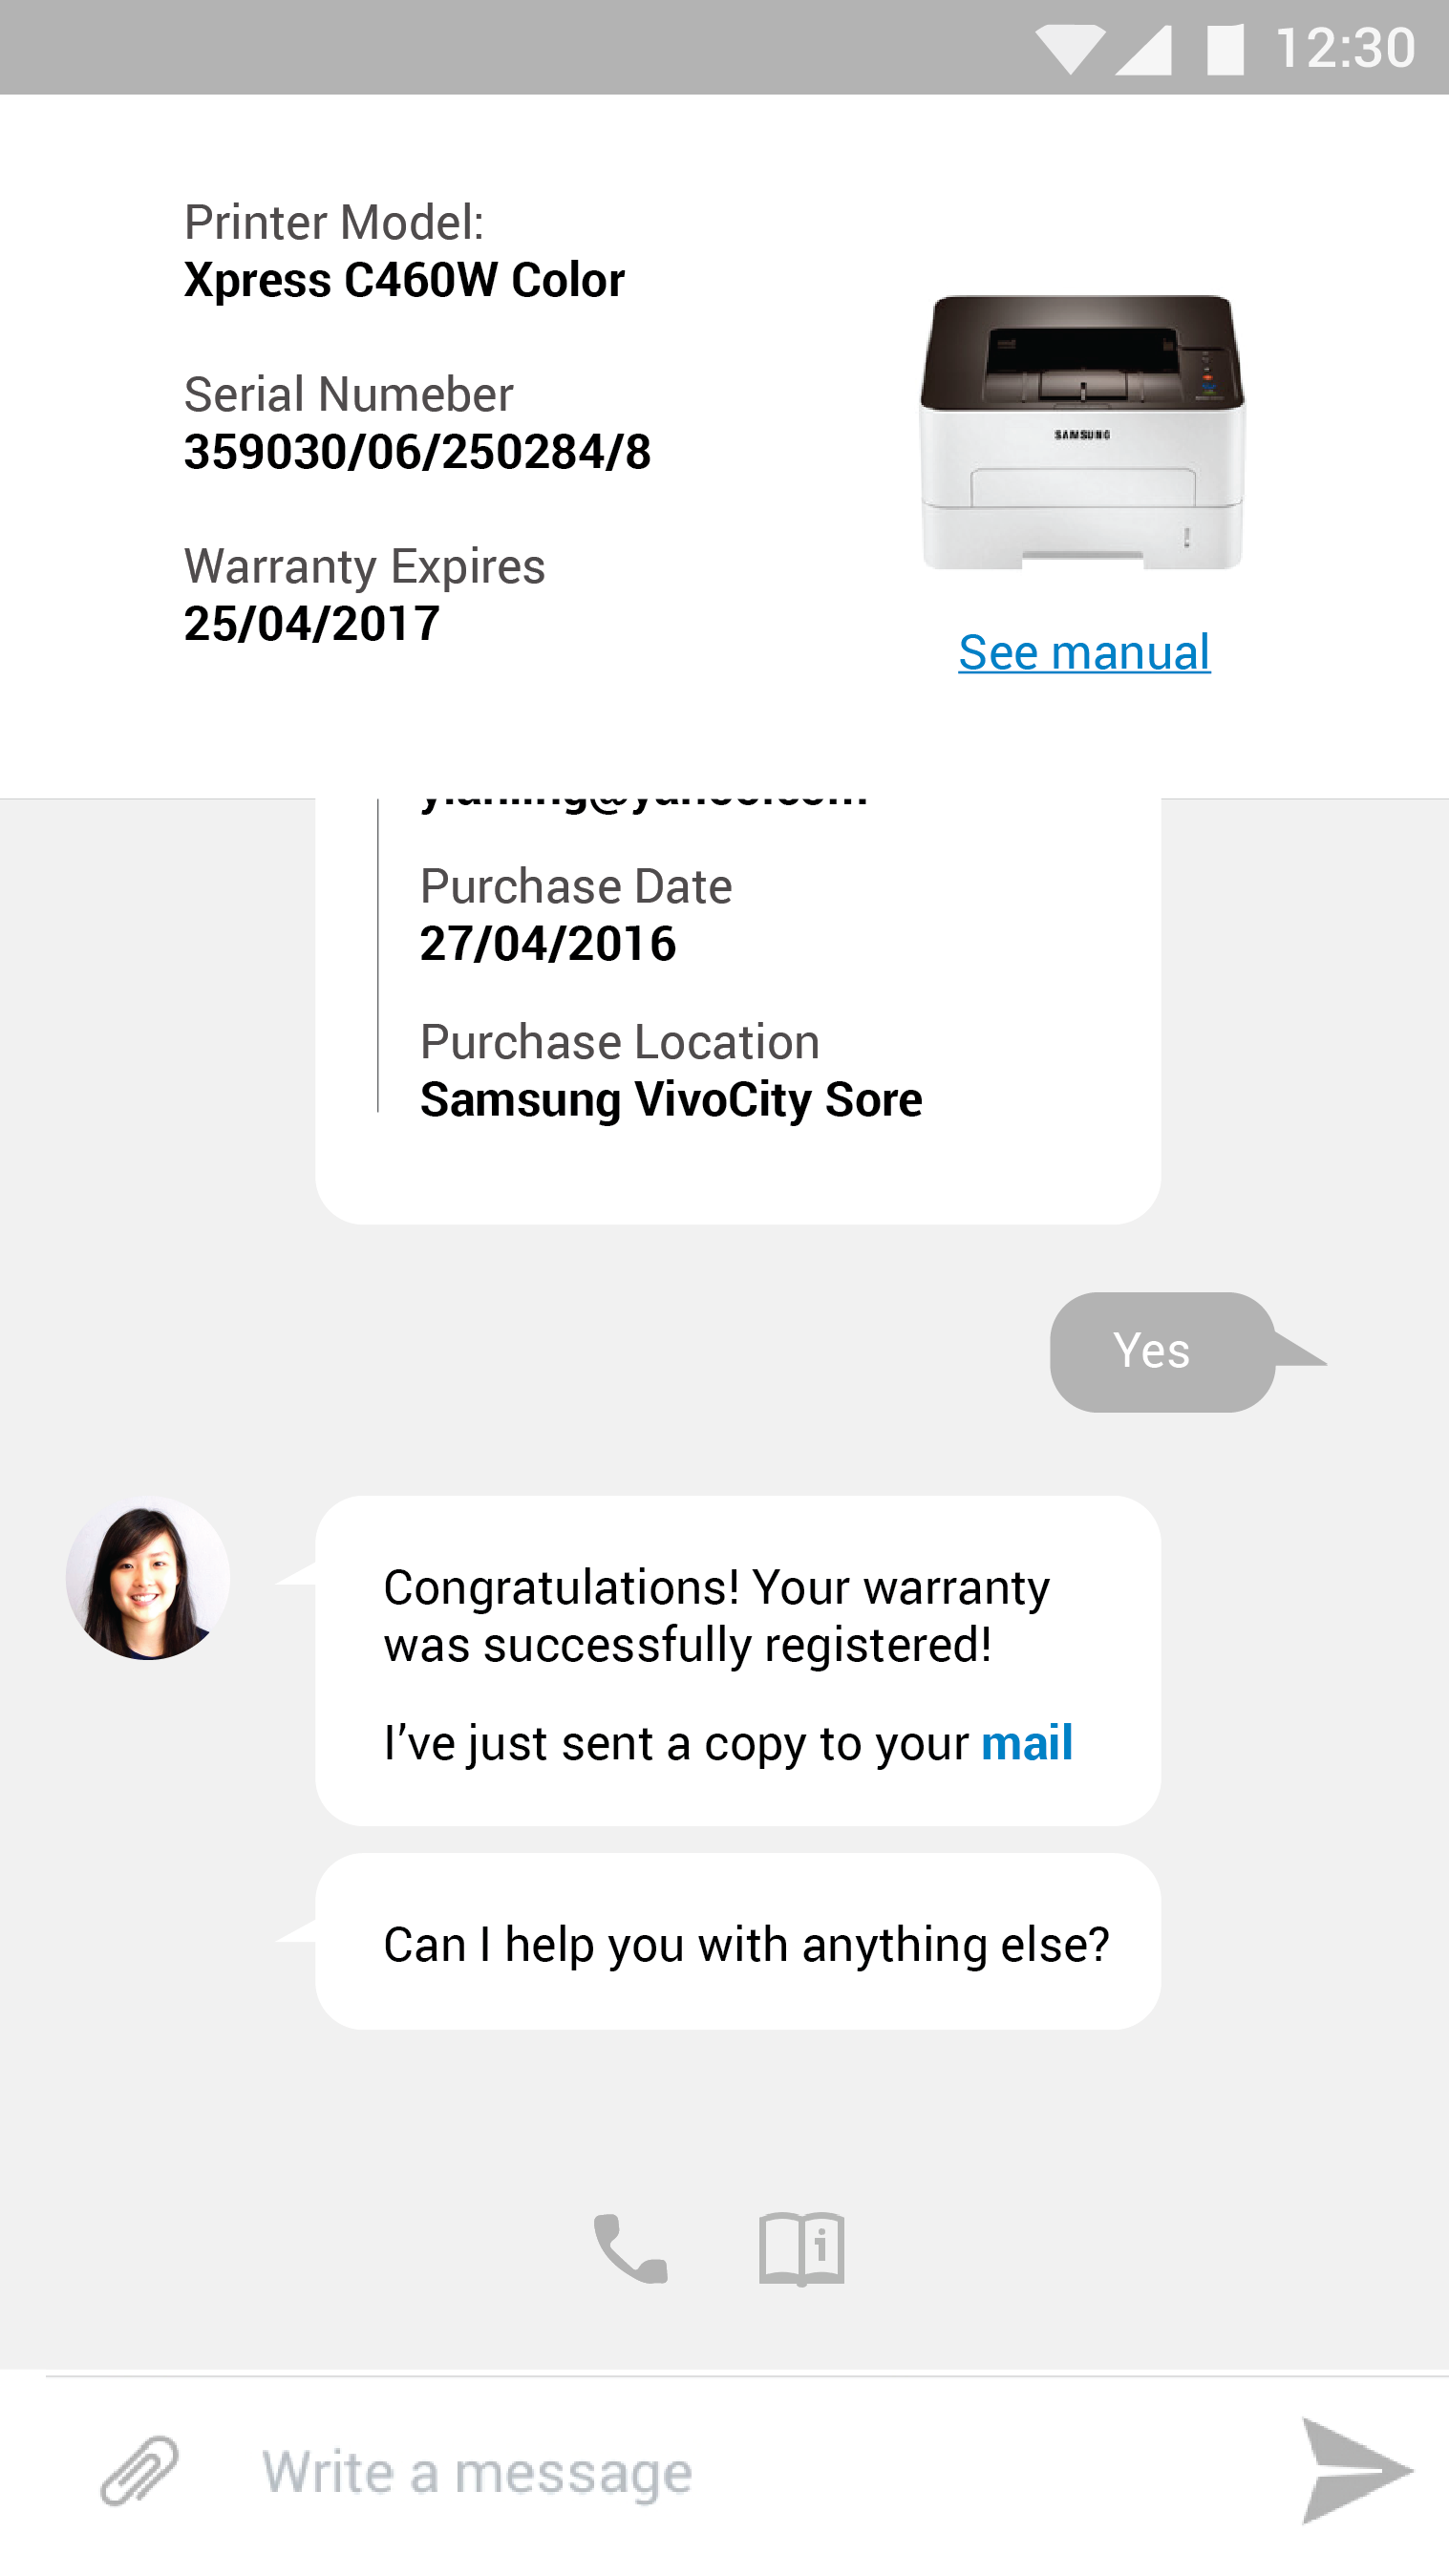 12:30
Printer Model:
Xpress C460W Color
Serial Numeber
359030/06/250284/8
Warranty Expires
25/04/2017
SAMSUNG
See manual
Purchase Date
27/04/2016
Purchase Location
Samsung VivoCity Sore
Yes
Congratulations! Your warranty
was successfully registered!
I’ve just sent a copy to your mail
Can I help you with anything else?
Write a message